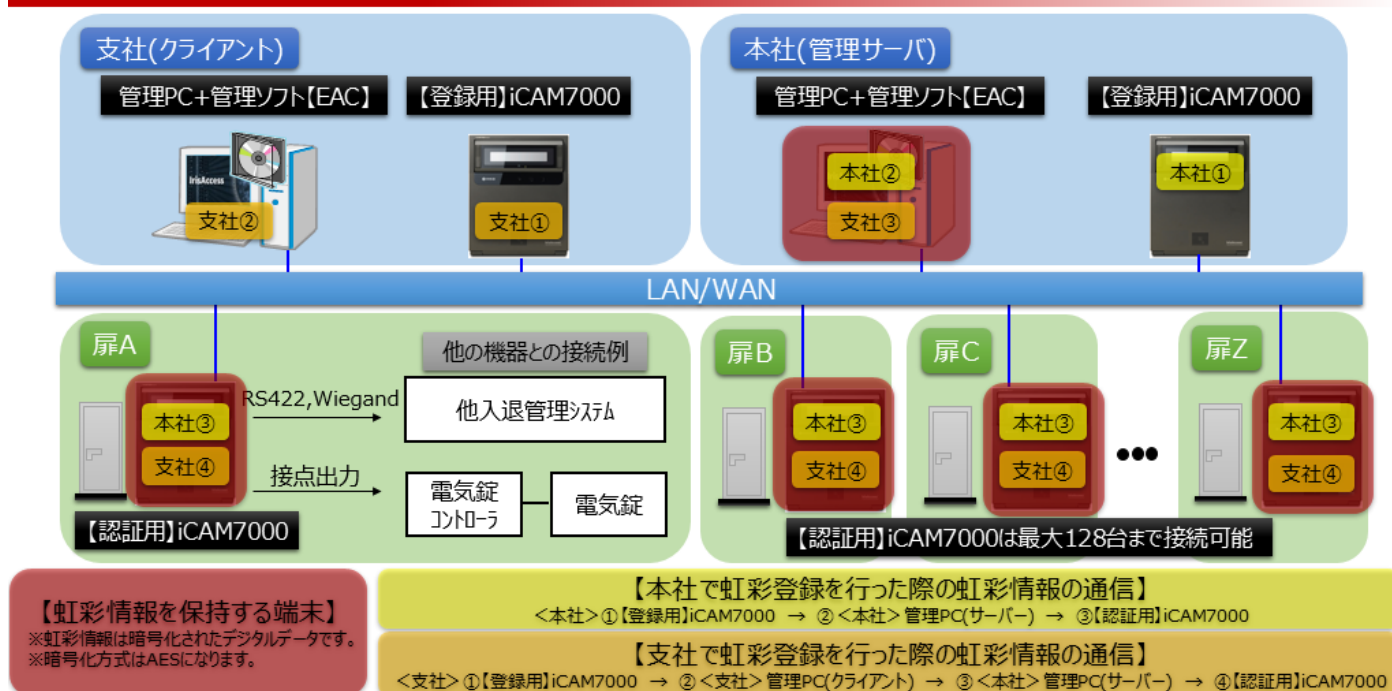 支社(クライアント)
管理PC+管理ソフト【EAC】
【登録用】iCAM7000
IrisAccess
支社②
支社①
本社(管理サーバ)
管理PC+管理ソフト【EAC】
【登録用】iCAM7000
本社②
支社③
本社①
LAN/WAN
扉A
他の機器との接続例
本社③
支社④
RS422,Wiegand
他入退管理システム
接点出力
電気錠
コントローラ
電気錠
【認証用】iCAM7000
扉B
本社③
支社④
扉C
本社③
支社④
●●●
扉Z
本社③
支社④
【認証用】iCAM7000は最大128台まで接続可能
【虹彩情報を保持する端末】
※虹彩情報は暗号化されたデジタルデータです。
※暗号化方式はAESになります。
【本社で虹彩登録を行った際の虹彩情報の通信】
<本社>①【登録用】iCAM7000 → ②<本社>管理PC(サーバー) → ③【認証用】iCAM7000
【支社で虹彩登録を行った際の虹彩情報の通信】
<支社>①【登録用】iCAM7000 → ②<支社>管理PC(クライアント) → ③<本社>管理PC(サーバー) → ④【認証用】iCAM7000